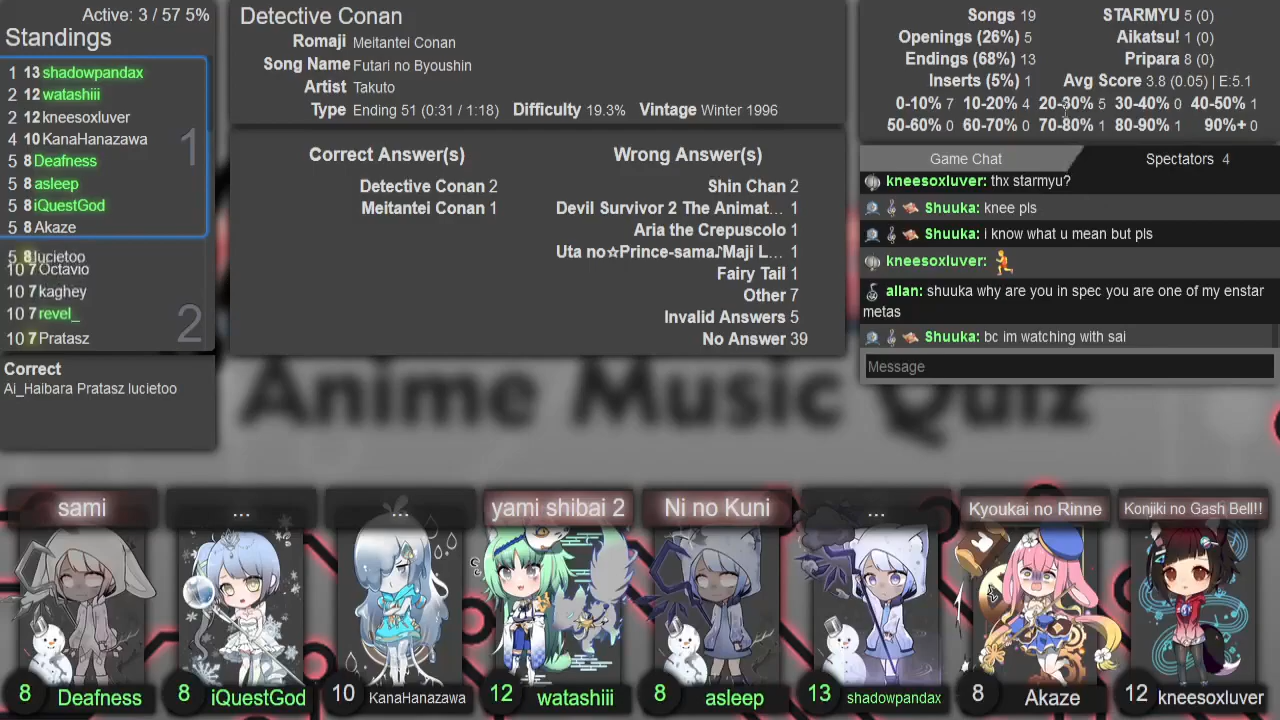 Active: 3 / 57 5%
Standings
1 13 shadowpandax
2 12 watashiii
2 12 kneesoxluver
4 10 KanaHanazawa
5 8 Deafness
5 8 asleep
5 8 iQuestGod
5 8 Akaze
1
5 8 lucietoo
10 7 Octavio
10 7 kaghey
10 7 revel_
10 7 Pratasz
2
Correct
Ai_Haibara Pratasz lucietoo
Detective Conan
Romaji Meitantei Conan
Song Name Futari no Byoushin
Artist Takuto
Type Ending 51 (0:31 / 1:18) Difficulty 19.3% Vintage Winter 1996
Correct Answer(s)
Detective Conan 2
Meitantei Conan 1
Wrong Answer(s)
Shin Chan 2
Devil Survivor 2 The Animat... 1
Aria the Crepuscolo 1
Uta no☆Prince-sama♪Maji L... 1
Fairy Tail 1
Other 7
Invalid Answers 5
No Answer 39
Songs 19 STARMYU 5 (0)
Openings (26%) 5 Aikatsu! 1 (0)
Endings (68%) 13 Pripara 8 (0)
Inserts (5%) 1 Avg Score 3.8 (0.05) | E:5.1
0-10% 7 10-20% 4 20-30% 5 30-40% 0 40-50% 1
50-60% 0 60-70% 0 70-80% 1 80-90% 1 90%+ 0
Game Chat Spectators 4
kneesoxluver: thx starmyu?
Shuuka: knee pls
Shuuka: i know what u mean but pls
kneesoxluver: 🏃
allan: shuuka why are you in spec you are one of my enstar
metas
Shuuka: bc im watching with sai
Message
Anime Music Quiz
sami ... ... yami shibai 2 Ni no Kuni ... Kyoukai no Rinne Konjiki no Gash Bell!!
8 Deafness 8 iQuestGod 10 KanaHanazawa 12 watashiii 8 asleep 13 shadowpandax 8 Akaze 12 kneesoxluver